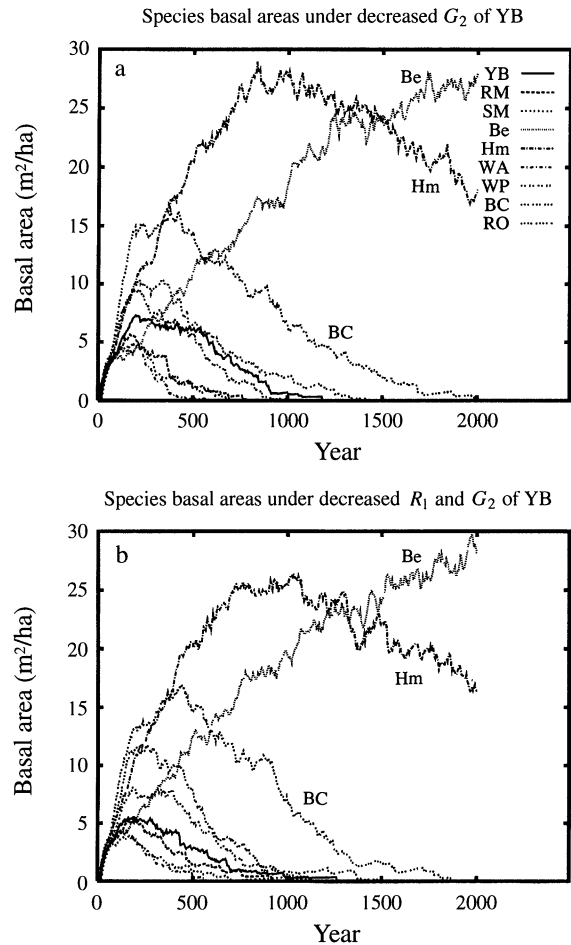 Species basal areas under decreased G₂ of YB
a
30
25
20
15
10
5
0
Basal area (m²/ha)
Be
Hm
BC
YB
RM
SM
Be
Hm
WA
WP
BC
RO
0 500 1000 1500 2000
Year
Species basal areas under decreased R₁ and G₂ of YB
b
30
25
20
15
10
5
0
Basal area (m²/ha)
Be
Hm
BC
0 500 1000 1500 2000
Year